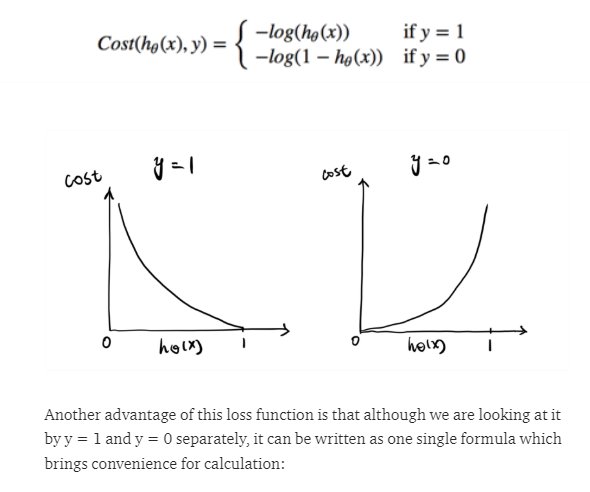 Cost(hθ(x), y) = { −log(hθ(x)) if y = 1
−log(1 − hθ(x)) if y = 0
cost y = 1
0 hθ(x) 1
cost y = 0
0 hθ(x) 1
Another advantage of this loss function is that although we are looking at it
by y = 1 and y = 0 separately, it can be written as one single formula which
brings convenience for calculation: